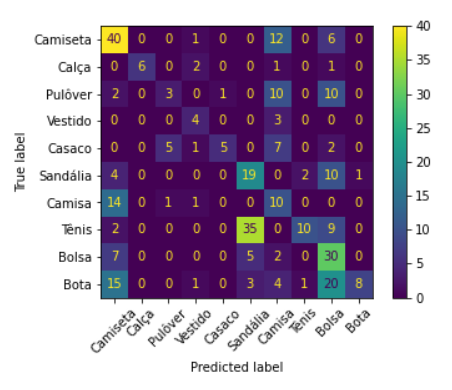 Camiseta 40 0 0 1 0 0 12 0 6 0
Calça 0 6 0 2 0 0 1 0 1 0
Pulôver 2 0 3 0 1 0 10 0 10 0
Vestido 0 0 0 4 0 0 3 0 0 0
Casaco 0 0 5 1 5 0 7 0 2 0
Sandália 4 0 0 0 0 19 0 2 10 1
Camisa 14 0 1 1 0 0 10 0 0 0
Tênis 2 0 0 0 0 35 0 10 9 0
Bolsa 7 0 0 0 0 5 2 0 30 0
Bota 15 0 0 1 0 3 4 1 20 8
True label
Camiseta Calça Pulôver Vestido Casaco Sandália Camisa Tênis Bolsa Bota
Predicted label
40
35
30
25
20
15
10
5
0